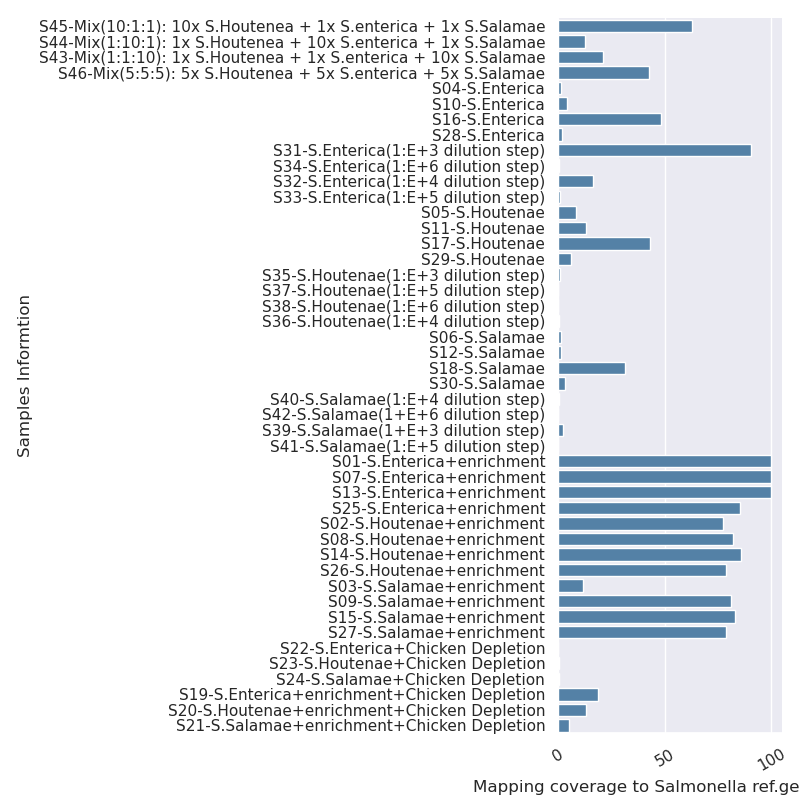 S45-Mix(10:1:1): 10x S.Houtenea + 1x S.enterica + 1x S.Salamae
S44-Mix(1:10:1): 1x S.Houtenea + 10x S.enterica + 1x S.Salamae
S43-Mix(1:1:10): 1x S.Houtenea + 1x S.enterica + 10x S.Salamae
S46-Mix(5:5:5): 5x S.Houtenea + 5x S.enterica + 5x S.Salamae
S04-S.Enterica
S10-S.Enterica
S16-S.Enterica
S28-S.Enterica
S31-S.Enterica(1:E+3 dilution step)
S34-S.Enterica(1:E+6 dilution step)
S32-S.Enterica(1:E+4 dilution step)
S33-S.Enterica(1:E+5 dilution step)
S05-S.Houtenae
S11-S.Houtenae
S17-S.Houtenae
S29-S.Houtenae
S35-S.Houtenae(1:E+3 dilution step)
S37-S.Houtenae(1:E+5 dilution step)
S38-S.Houtenae(1:E+6 dilution step)
S36-S.Houtenae(1:E+4 dilution step)
S06-S.Salamae
S12-S.Salamae
S18-S.Salamae
S30-S.Salamae
S40-S.Salamae(1:E+4 dilution step)
S42-S.Salamae(1+E+6 dilution step)
S39-S.Salamae(1+E+3 dilution step)
S41-S.Salamae(1:E+5 dilution step)
S01-S.Enterica+enrichment
S07-S.Enterica+enrichment
S13-S.Enterica+enrichment
S25-S.Enterica+enrichment
S02-S.Houtenae+enrichment
S08-S.Houtenae+enrichment
S14-S.Houtenae+enrichment
S26-S.Houtenae+enrichment
S03-S.Salamae+enrichment
S09-S.Salamae+enrichment
S15-S.Salamae+enrichment
S27-S.Salamae+enrichment
S22-S.Enterica+Chicken Depletion
S23-S.Houtenae+Chicken Depletion
S24-S.Salamae+Chicken Depletion
S19-S.Enterica+enrichment+Chicken Depletion
S20-S.Houtenae+enrichment+Chicken Depletion
S21-S.Salamae+enrichment+Chicken Depletion
Samples Informtion
0 50 100
Mapping coverage to Salmonella ref.ge